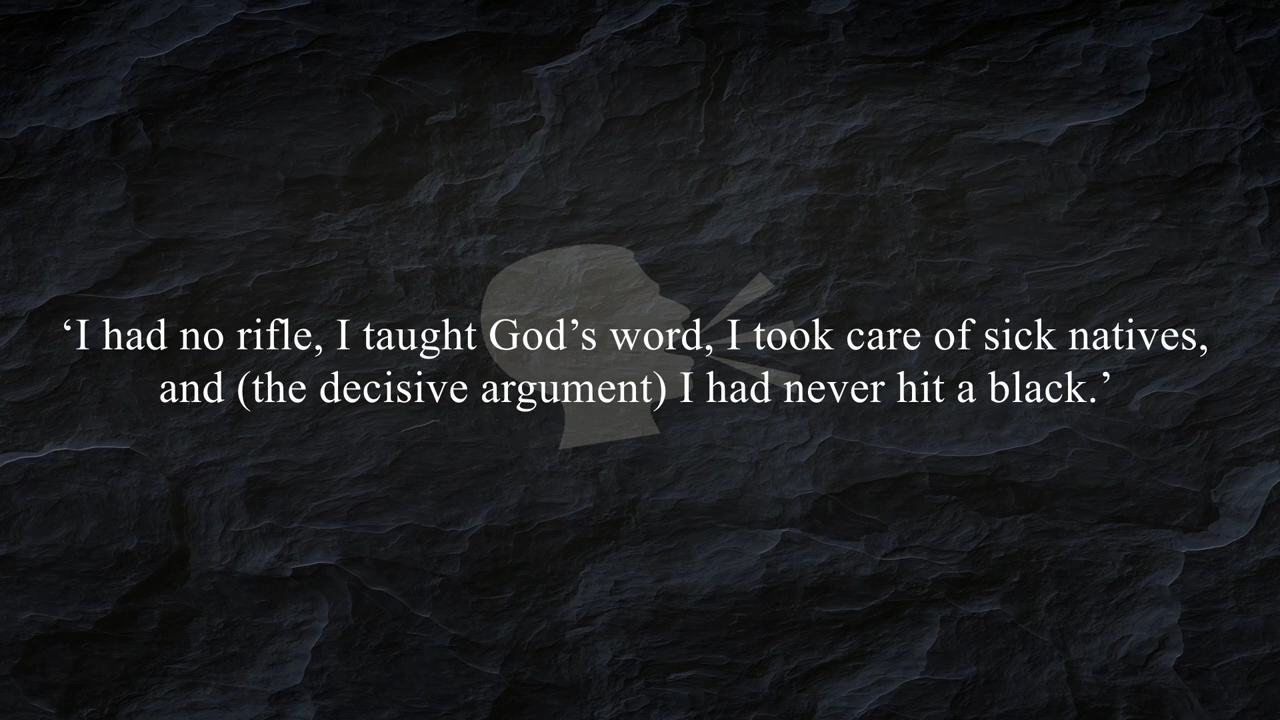 ‘I had no rifle, I taught God’s word, I took care of sick natives,
and (the decisive argument) I had never hit a black.’